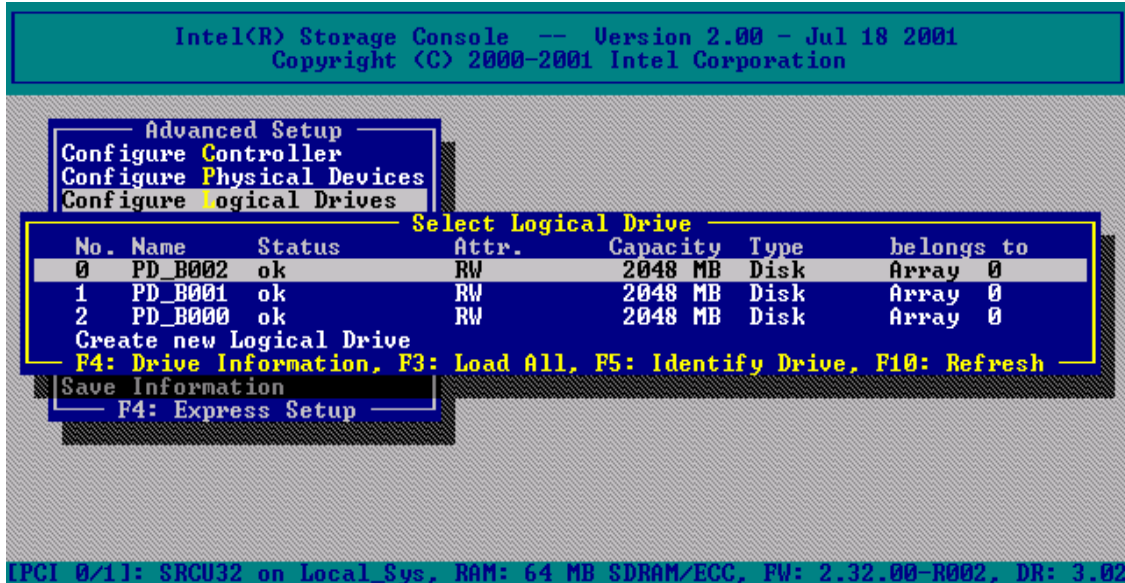 Intel(R) Storage Console -- Version 2.00 - Jul 18 2001
Copyright (C) 2000-2001 Intel Corporation
Advanced Setup
Configure Controller
Configure Physical Devices
Configure Logical Drives
Select Logical Drive
No. Name Status Attr. Capacity Type belongs to
0 PD_B002 ok RW 2048 MB Disk Array 0
1 PD_B001 ok RW 2048 MB Disk Array 0
2 PD_B000 ok RW 2048 MB Disk Array 0
Create new Logical Drive
F4: Drive Information, F3: Load All, F5: Identify Drive, F10: Refresh
Save Information
F4: Express Setup
[PCI 0/1]: SRCU32 on Local_Sys, RAM: 64 MB SDRAM/ECC, FW: 2.32.00-R002, DR: 3.02